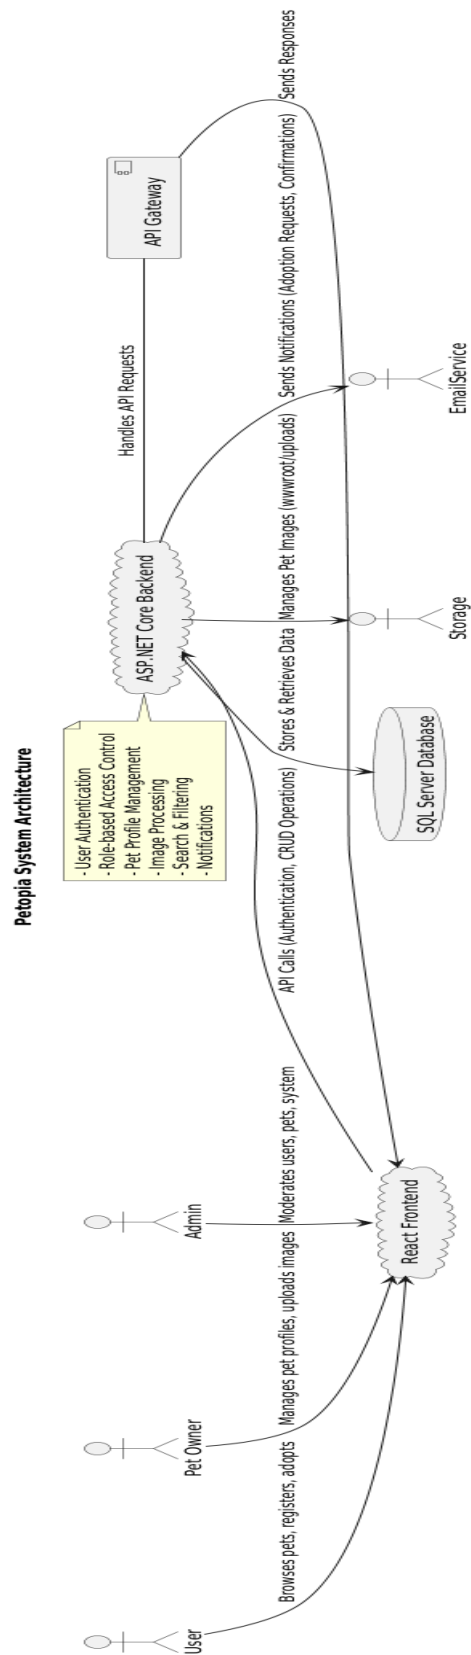 Petopia System Architecture
User
Pet Owner
Admin
- User Authentication
- Role-based Access Control
- Pet Profile Management
- Image Processing
- Search & Filtering
- Notifications
ASP.NET Core Backend
Handles API Requests
API Gateway
Browses pets, registers, adopts
Manages pet profiles, uploads images
Moderates users, pets, system
API Calls (Authentication, CRUD Operations)
Stores & Retrieves Data
Manages Pet Images (wwwroot/uploads)
Sends Notifications (Adoption Requests, Confirmations)
Sends Responses
React Frontend
SQL Server Database
Storage
EmailService